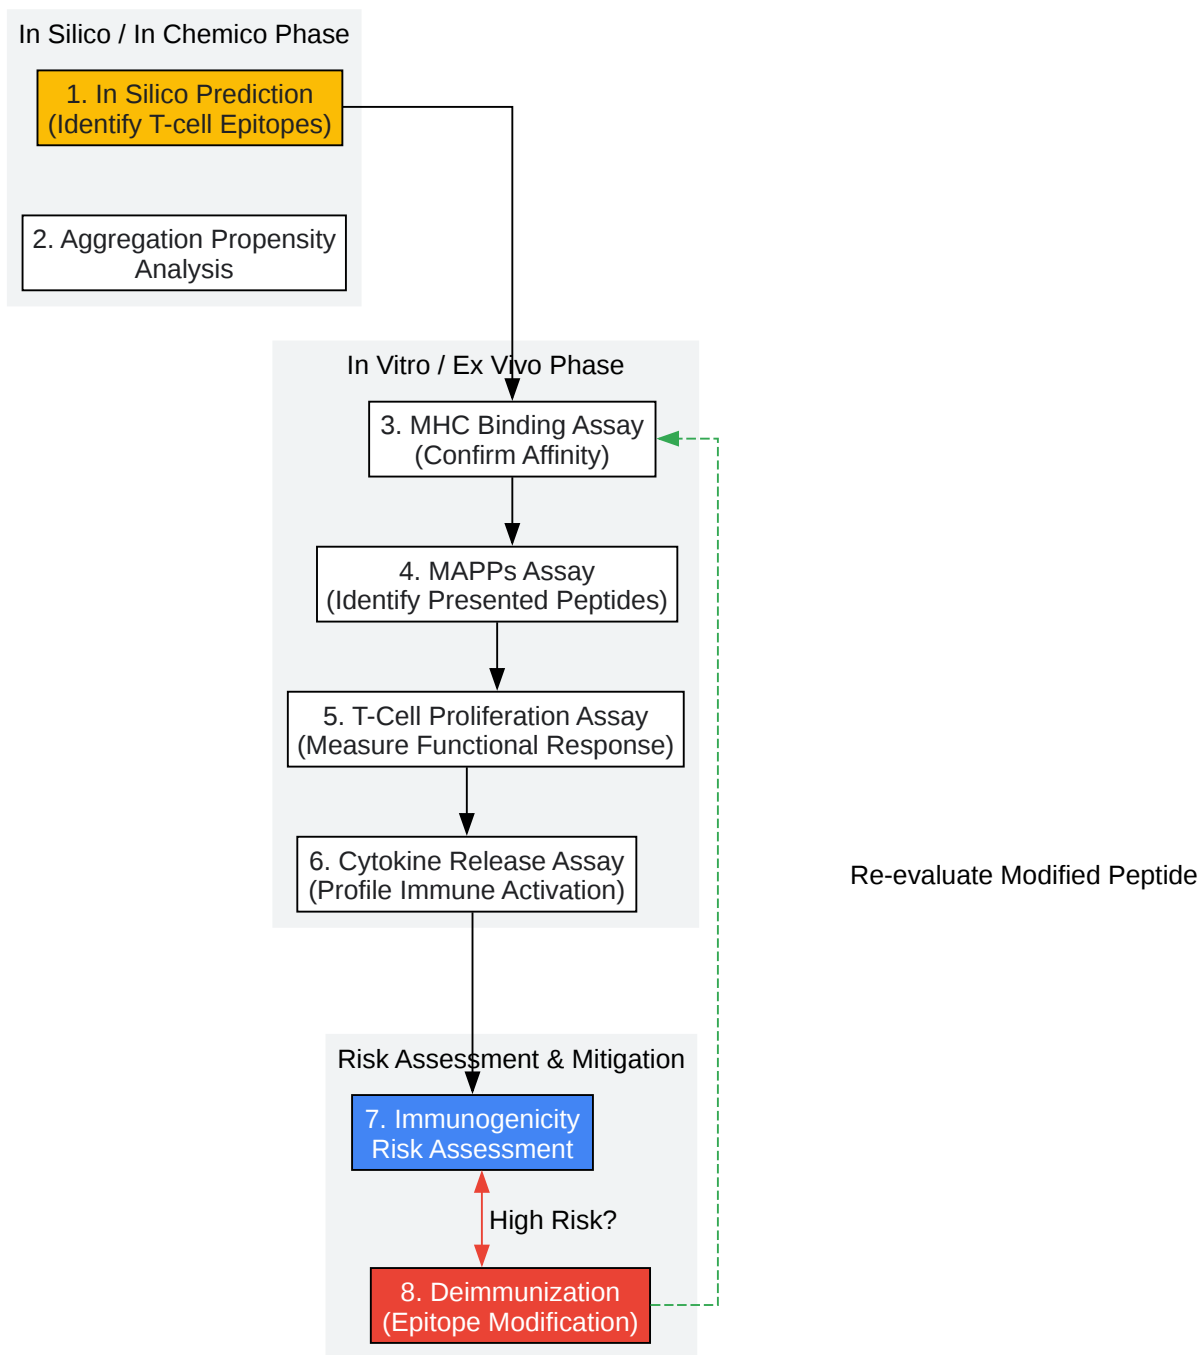 In Silico / In Chemico Phase
1. In Silico Prediction
(Identify T-cell Epitopes)
2. Aggregation Propensity
Analysis
In Vitro / Ex Vivo Phase
3. MHC Binding Assay
(Confirm Affinity)
4. MAPPs Assay
(Identify Presented Peptides)
5. T-Cell Proliferation Assay
(Measure Functional Response)
6. Cytokine Release Assay
(Profile Immune Activation)
Re-evaluate Modified Peptide
Risk Assessment & Mitigation
7. Immunogenicity
Risk Assessment
High Risk?
8. Deimmunization
(Epitope Modification)